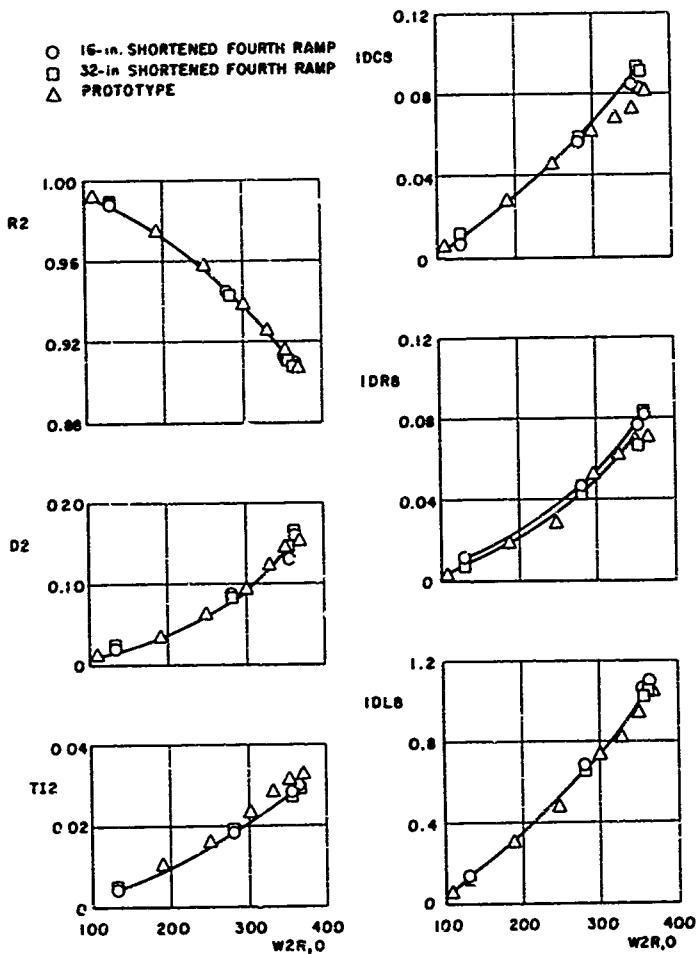 16-in. SHORTENED FOURTH RAMP
32-in SHORTENED FOURTH RAMP
PROTOTYPE
R2
1.00
0.96
0.92
0.88
D2
0 20
0.10
0
TI2
0 04
0 02
0
100 200 300 400
W2R,O
IDCS
0.12
0.08
0.04
0
IDR8
0.12
0.08
0.04
0
IDL8
1.2
0.8
0.4
0
100 200 300 400
W2R,O